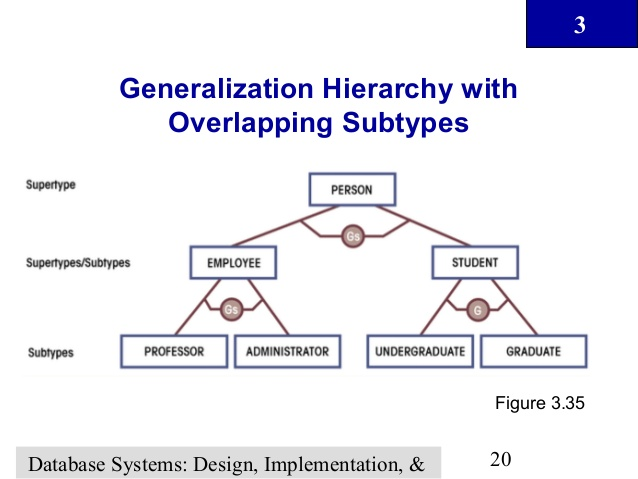 3
Generalization Hierarchy with
Overlapping Subtypes
Supertype
PERSON
Gs
Supertypes/Subtypes
EMPLOYEE
STUDENT
Gs
G
Subtypes
PROFESSOR
ADMINISTRATOR
UNDERGRADUATE
GRADUATE
Figure 3.35
Database Systems: Design, Implementation, &
20